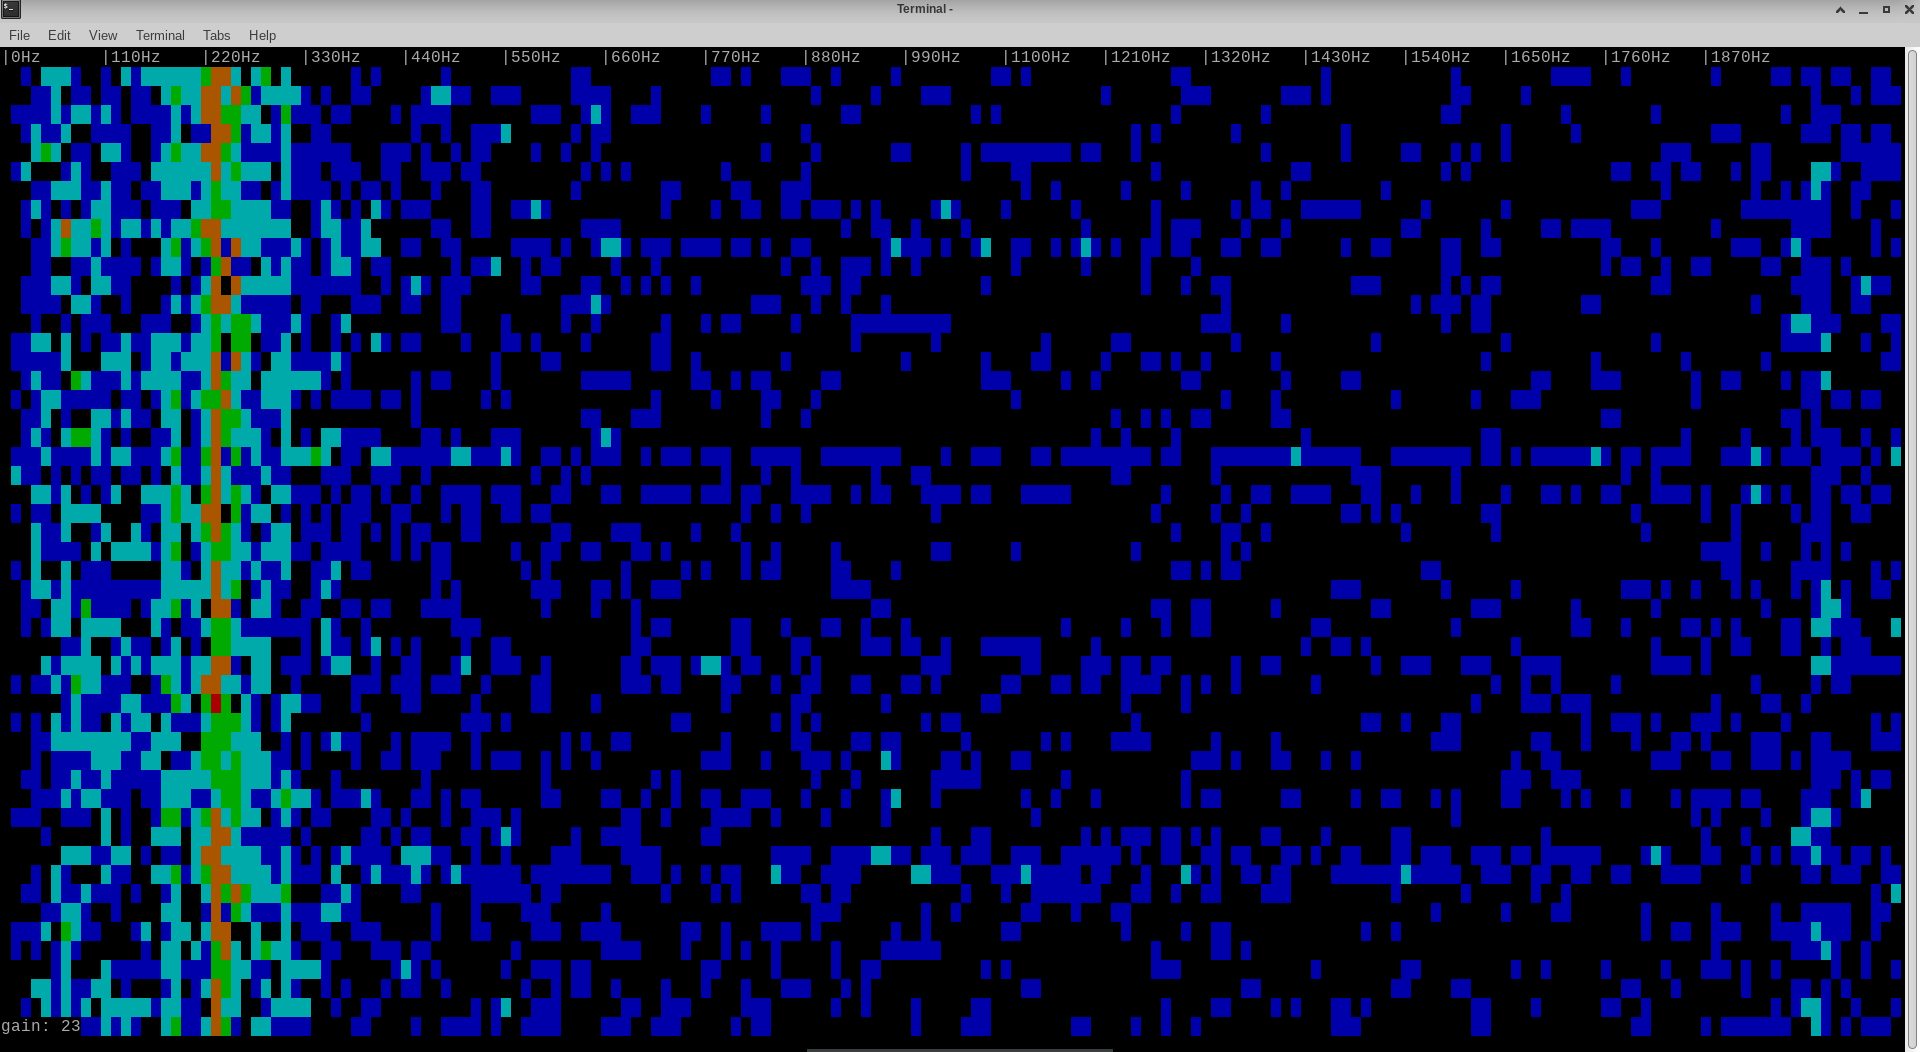 Terminal -
File Edit View Terminal Tabs Help
|0Hz |110Hz |220Hz |330Hz |440Hz |550Hz |660Hz |770Hz |880Hz |990Hz |1100Hz |1210Hz |1320Hz |1430Hz |1540Hz |1650Hz |1760Hz |1870Hz
gain: 23